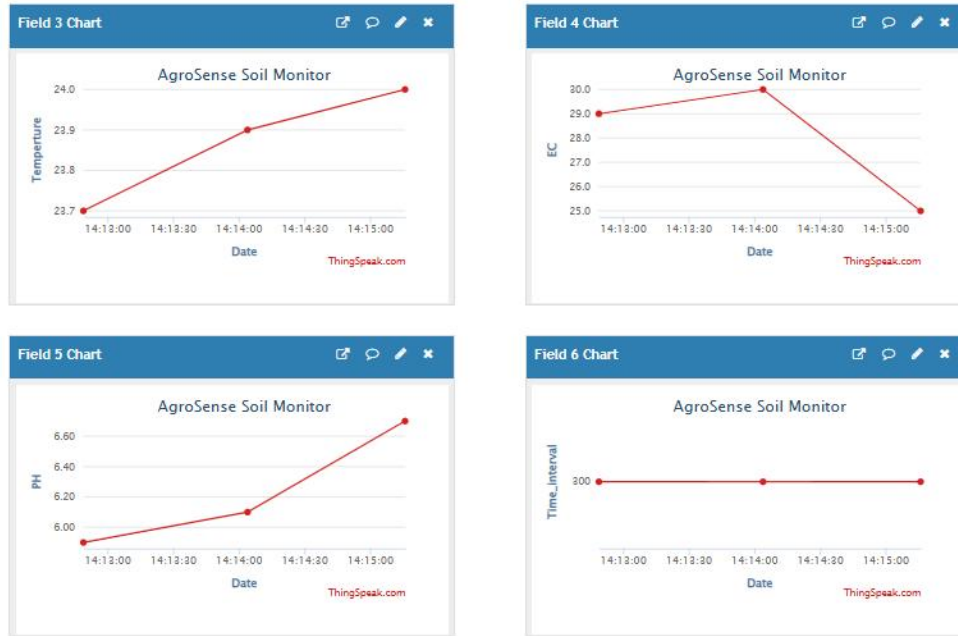 Field 3 Chart
AgroSense Soil Monitor
Temperture
24.0
23.9
23.8
23.7
14:13:00 14:13:30 14:14:00 14:14:30 14:15:00
Date
ThingSpeak.com
Field 4 Chart
AgroSense Soil Monitor
EC
30.0
29.0
28.0
27.0
26.0
25.0
14:13:00 14:13:30 14:14:00 14:14:30 14:15:00
Date
ThingSpeak.com
Field 5 Chart
AgroSense Soil Monitor
PH
6.60
6.40
6.20
6.00
14:13:00 14:13:30 14:14:00 14:14:30 14:15:00
Date
ThingSpeak.com
Field 6 Chart
AgroSense Soil Monitor
Time_interval
300
14:13:00 14:13:30 14:14:00 14:14:30 14:15:00
Date
ThingSpeak.com